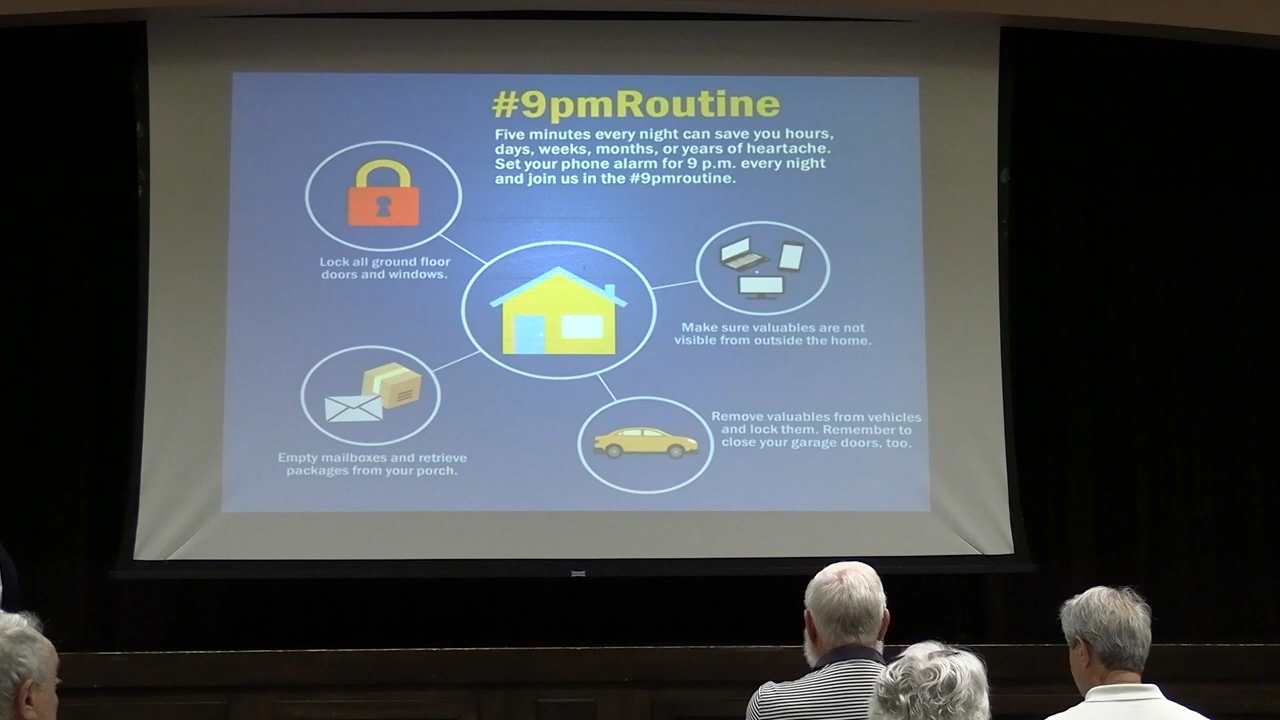 #9pmRoutine
Five minutes every night can save you hours,
days, weeks, months, or years of heartache.
Set your phone alarm for 9 p.m. every night
and join us in the #9pmroutine.
Lock all ground floor
doors and windows.
Make sure valuables are not
visible from outside the home.
Remove valuables from vehicles
and lock them. Remember to
close your garage doors, too.
Empty mailboxes and retrieve
packages from your porch.